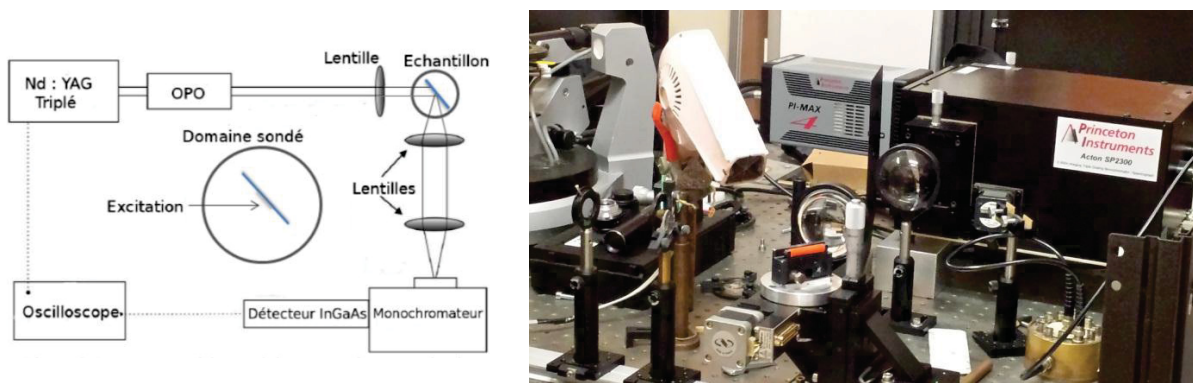 Lentille
Echantillon
Nd : YAG
Triplé
OPO
Domaine sondé
Excitation
Lentilles
Oscilloscope
Détecteur InGaAs
Monochromateur
PI-MAX
4
Princeton
Instruments
Acton SP2300